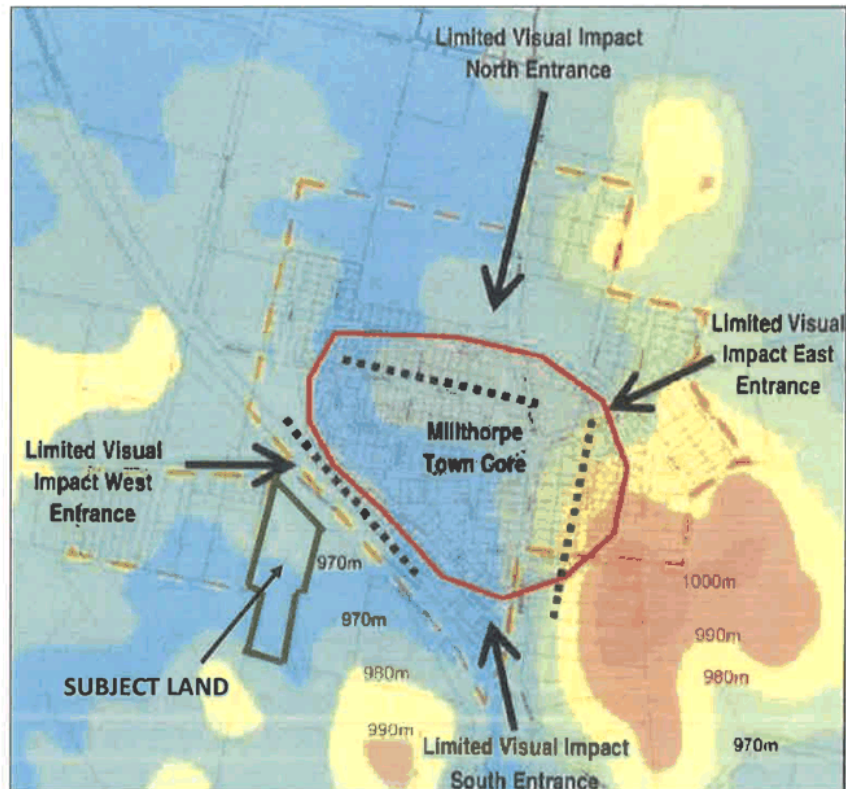 Limited Visual Impact
North Entrance
Limited Visual
Impact East
Entrance
Millthorpe
Town Core
Limited Visual
Impact West
Entrance
970m
1000m
970m
990m
980m
SUBJECT LAND
980m
990m
970m
Limited Visual Impact
South Entrance